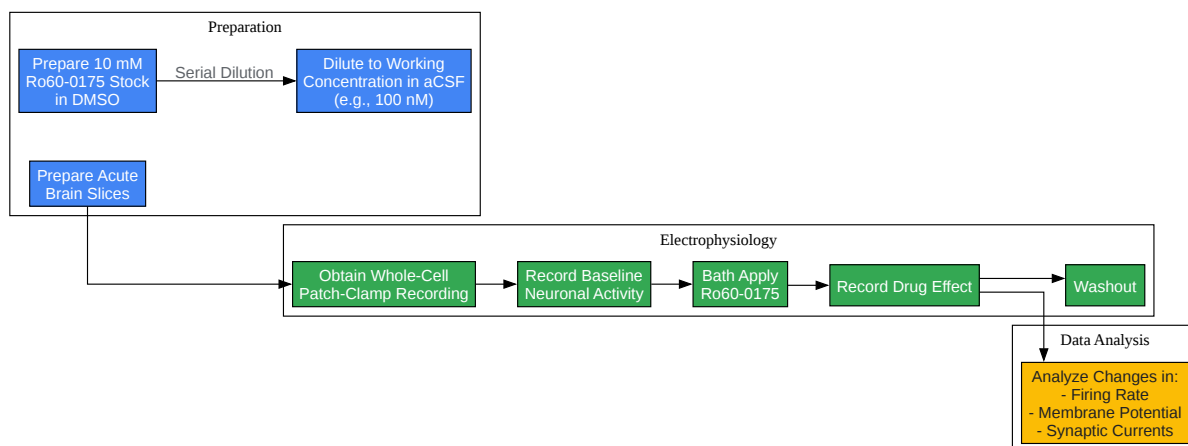 Preparation
Prepare 10 mM
Ro60-0175 Stock
in DMSO
Serial Dilution
Dilute to Working
Concentration in aCSF
(e.g., 100 nM)
Prepare Acute
Brain Slices
Electrophysiology
Obtain Whole-Cell
Patch-Clamp Recording
Record Baseline
Neuronal Activity
Bath Apply
Ro60-0175
Record Drug Effect
Washout
Data Analysis
Analyze Changes in:
- Firing Rate
- Membrane Potential
- Synaptic Currents